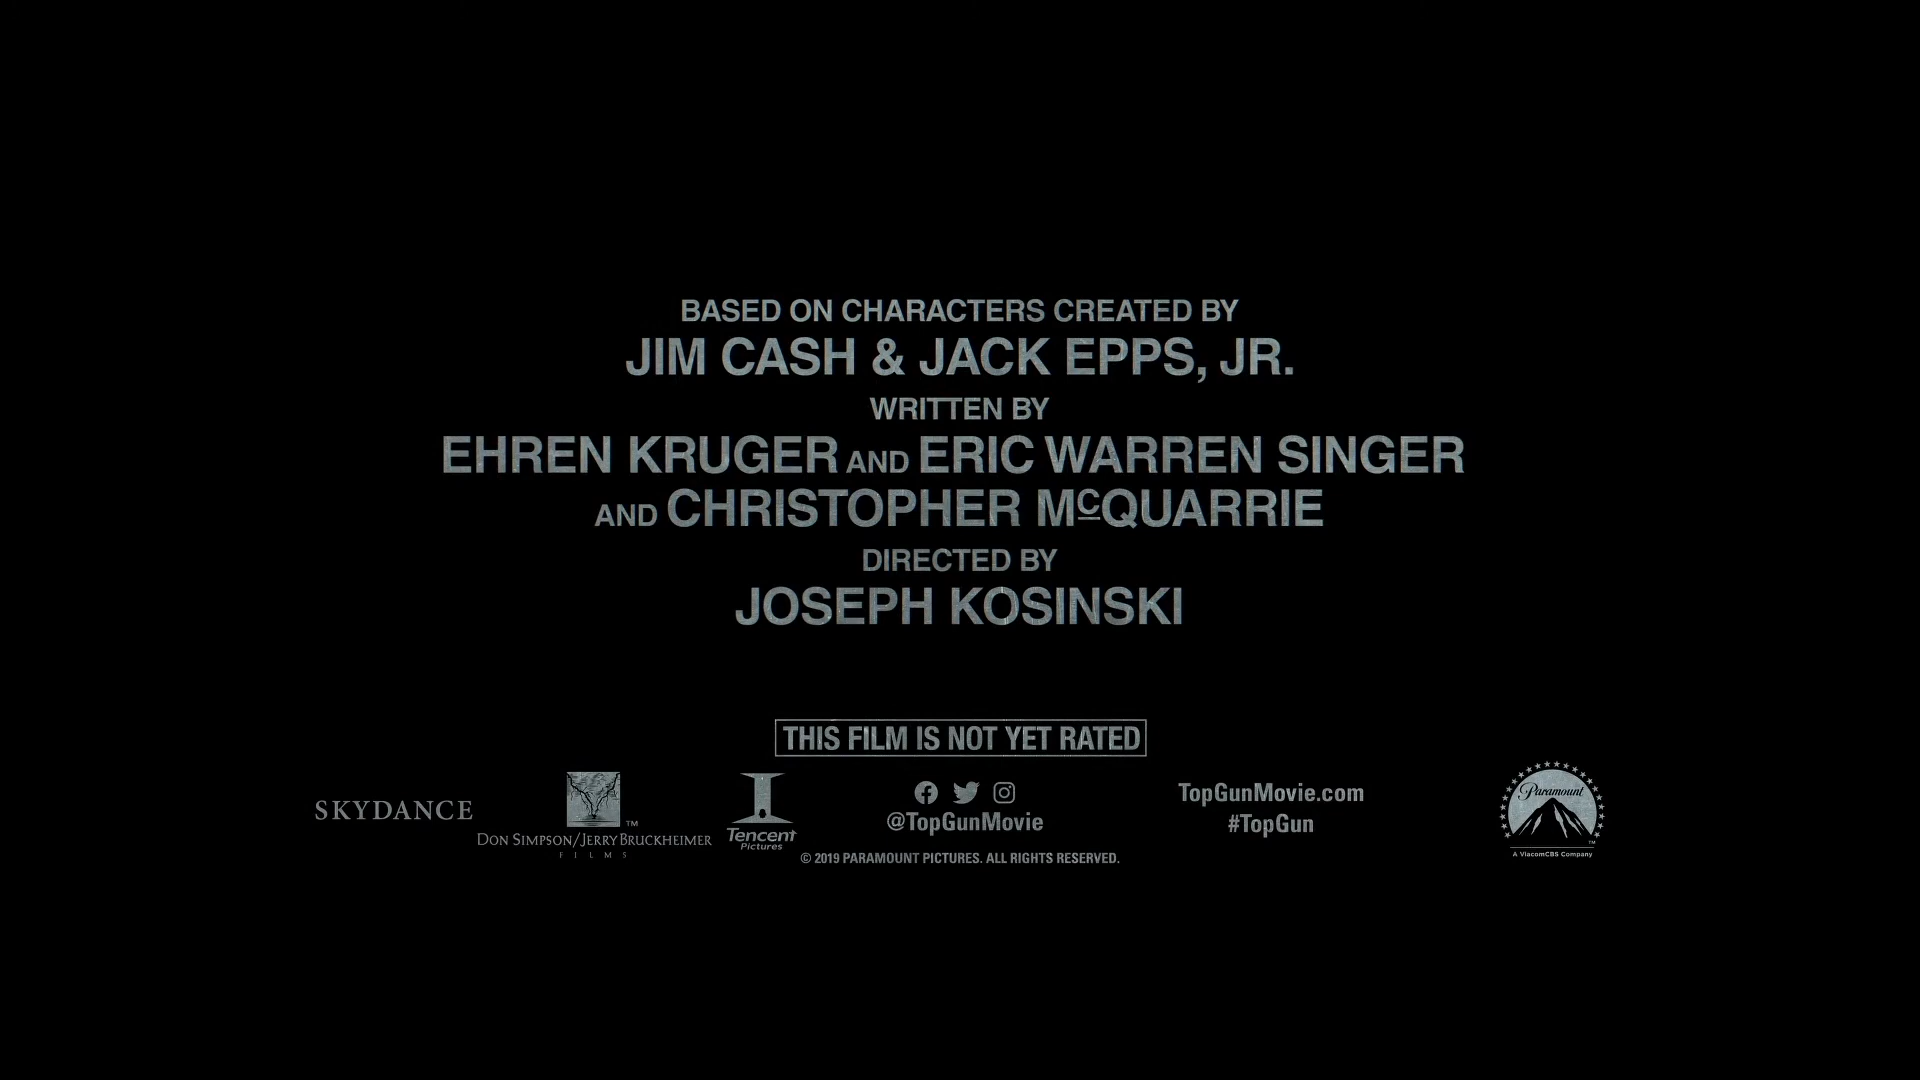 BASED ON CHARACTERS CREATED BY
JIM CASH & JACK EPPS, JR.
WRITTEN BY
EHREN KRUGER AND ERIC WARREN SINGER
AND CHRISTOPHER McQUARRIE
DIRECTED BY
JOSEPH KOSINSKI
THIS FILM IS NOT YET RATED
SKYDANCE
DON SIMPSON/JERRY BRUCKHEIMER
FILMS
TM
Tencent
Pictures
@TopGunMovie
© 2019 PARAMOUNT PICTURES. ALL RIGHTS RESERVED.
TopGunMovie.com
#TopGun
Paramount
TM
A ViacomCBS Company